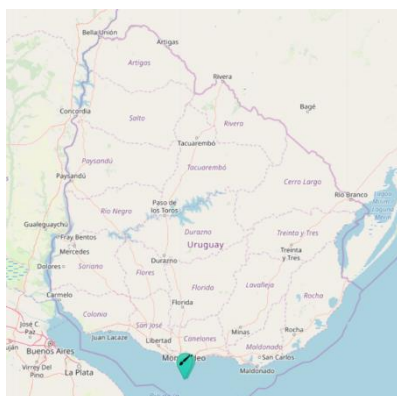 Bella Unión
Artigas
Artigas
Rivera
Concordia
Salto
Rivera
Bagé
Tacuarembó
Paysandú
Paysandú
Tacuarembó
Cerro Largo
Río Branco
Gualeguaychú
Río Negro
Paso de
los Toros
Durazno
Uruguay
Treinta y Tres
Fray Bentos
Mercedes
Dolores
Soriano
Flores
Durazno
Treinta
y Tres
Carmelo
Colonia
Florida
Florida
Lavalleja
Rocha
José C.
Paz
San José
Canelones
Minas
Rocha
Juan Lacaze
Libertad
Maldonado
Buenos Aires
San Carlos
Maldonado
Virrey Del
Pino
La Plata